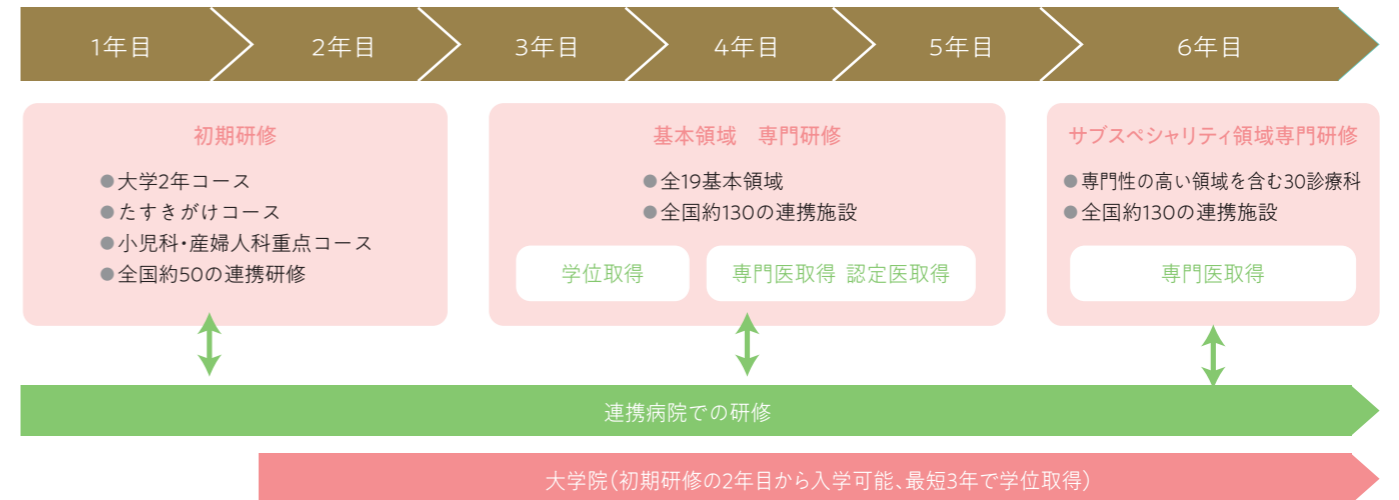 1年目 2年目 3年目 4年目 5年目 6年目
初期研修
●大学2年コース
●たすきがけコース
●小児科・産婦人科重点コース
●全国約50の連携研修
基本領域　専門研修
●全19基本領域
●全国約130の連携施設
学位取得
専門医取得 認定医取得
サブスペシャリティ領域専門研修
●専門性の高い領域を含む30診療科
●全国約130の連携施設
専門医取得
連携病院での研修
大学院（初期研修の2年目から入学可能、最短3年で学位取得）